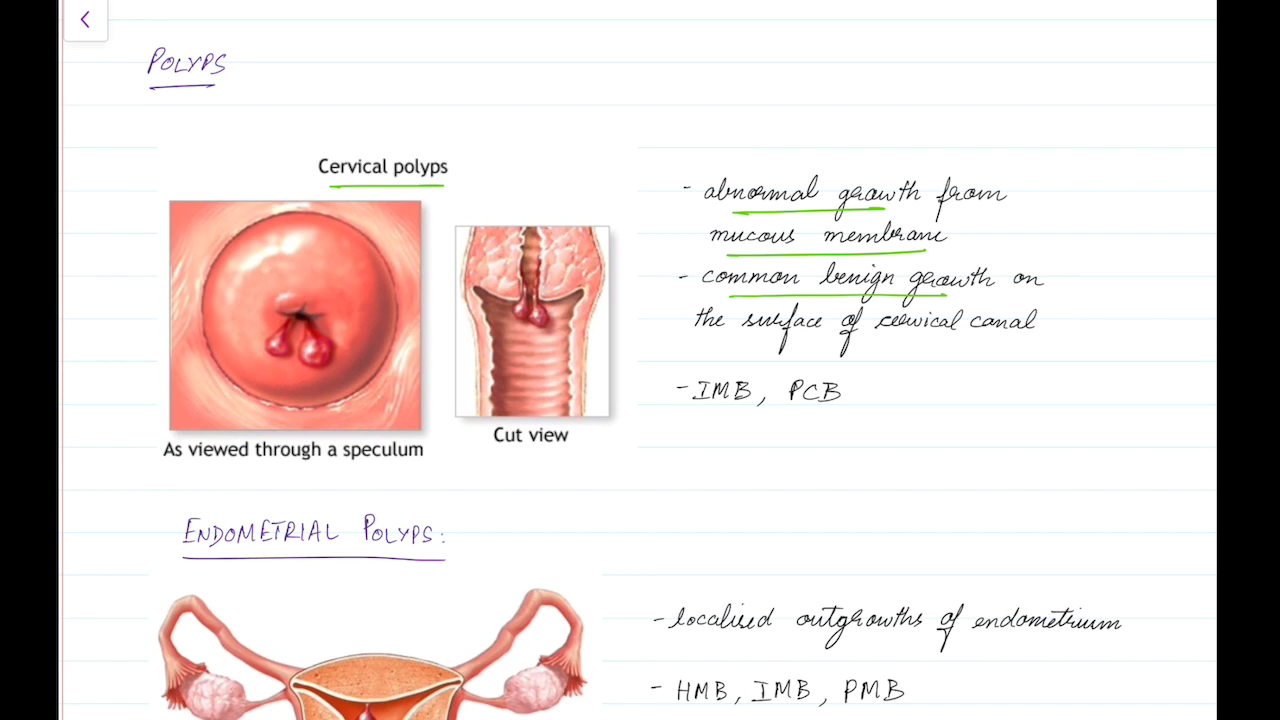 POLYPS
Cervical polyps
- abnormal growth from
mucous membrane
- common benign growth on
the surface of cervical canal
- IMB, PCB
As viewed through a speculum
Cut view
ENDOMETRIAL POLYPS:
- localised outgrowths of endometrium
- HMB, IMB, PMB